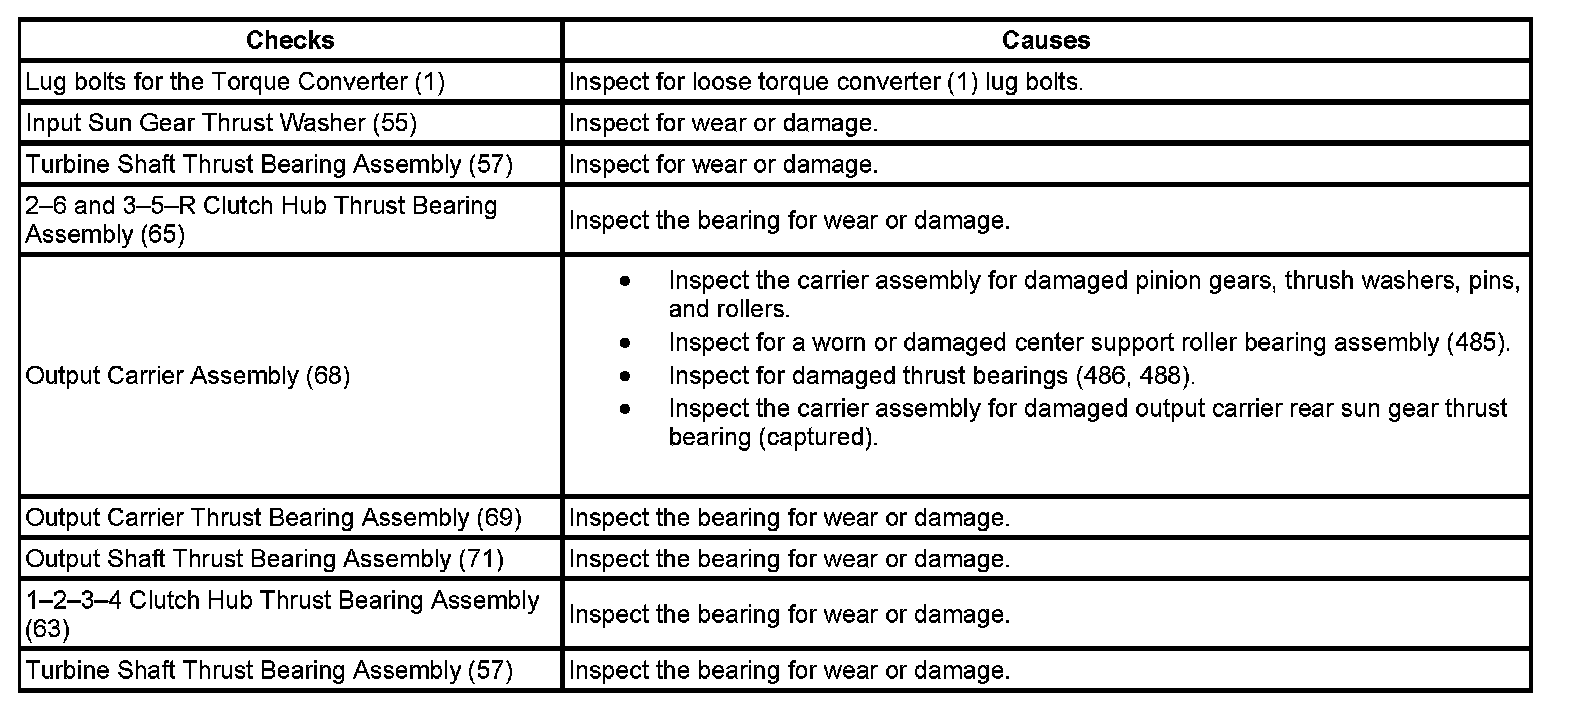 Checks
Causes
Lug bolts for the Torque Converter (1)
Inspect for loose torque converter (1) lug bolts.
Input Sun Gear Thrust Washer (55)
Inspect for wear or damage.
Turbine Shaft Thrust Bearing Assembly (57)
Inspect for wear or damage.
2–6 and 3–5–R Clutch Hub Thrust Bearing
Assembly (65)
Inspect the bearing for wear or damage.
Output Carrier Assembly (68)
• Inspect the carrier assembly for damaged pinion gears, thrush washers, pins,
and rollers.
• Inspect for a worn or damaged center support roller bearing assembly (485).
• Inspect for damaged thrust bearings (486, 488).
• Inspect the carrier assembly for damaged output carrier rear sun gear thrust
bearing (captured).
Output Carrier Thrust Bearing Assembly (69)
Inspect the bearing for wear or damage.
Output Shaft Thrust Bearing Assembly (71)
Inspect the bearing for wear or damage.
1–2–3–4 Clutch Hub Thrust Bearing Assembly
(63)
Inspect the bearing for wear or damage.
Turbine Shaft Thrust Bearing Assembly (57)
Inspect the bearing for wear or damage.